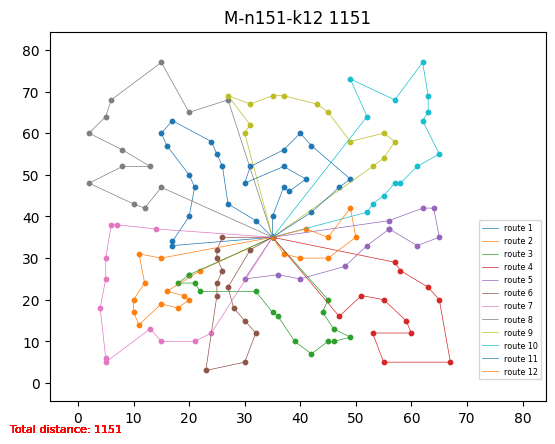 M-n151-k12 1151
80
70
60
50
40
30
20
10
0
0 10 20 30 40 50 60 70 80
route 1
route 2
route 3
route 4
route 5
route 6
route 7
route 8
route 9
route 10
route 11
route 12
Total distance: 1151